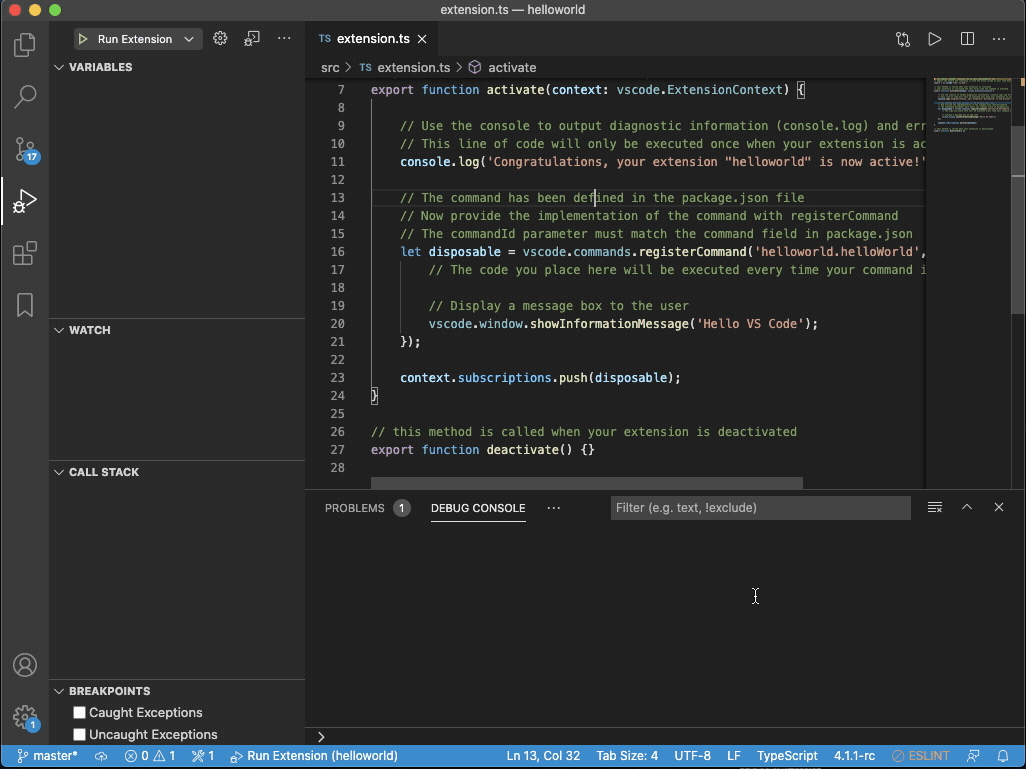 extension.ts — helloworld
Run Extension
TS extension.ts
VARIABLES
src > TS extension.ts > activate
7 export function activate(context: vscode.ExtensionContext) {
8
9 // Use the console to output diagnostic information (console.log) and err
10 // This line of code will only be executed once when your extension is ac
11 console.log('Congratulations, your extension "helloworld" is now active!'
12
13 // The command has been defined in the package.json file
14 // Now provide the implementation of the command with registerCommand
15 // The commandId parameter must match the command field in package.json
16 let disposable = vscode.commands.registerCommand('helloworld.helloWorld',
17 // The code you place here will be executed every time your command i
18
19 // Display a message box to the user
20 vscode.window.showInformationMessage('Hello VS Code');
21 });
22
23 context.subscriptions.push(disposable);
24 }
25
26 // this method is called when your extension is deactivated
27 export function deactivate() {}
28
17
WATCH
CALL STACK
PROBLEMS 1 DEBUG CONSOLE ··· Filter (e.g. text, !exclude)
BREAKPOINTS
Caught Exceptions
Uncaught Exceptions
1
>
master* 0 1 1 Run Extension (helloworld) Ln 13, Col 32 Tab Size: 4 UTF-8 LF TypeScript 4.1.1-rc ESLINT